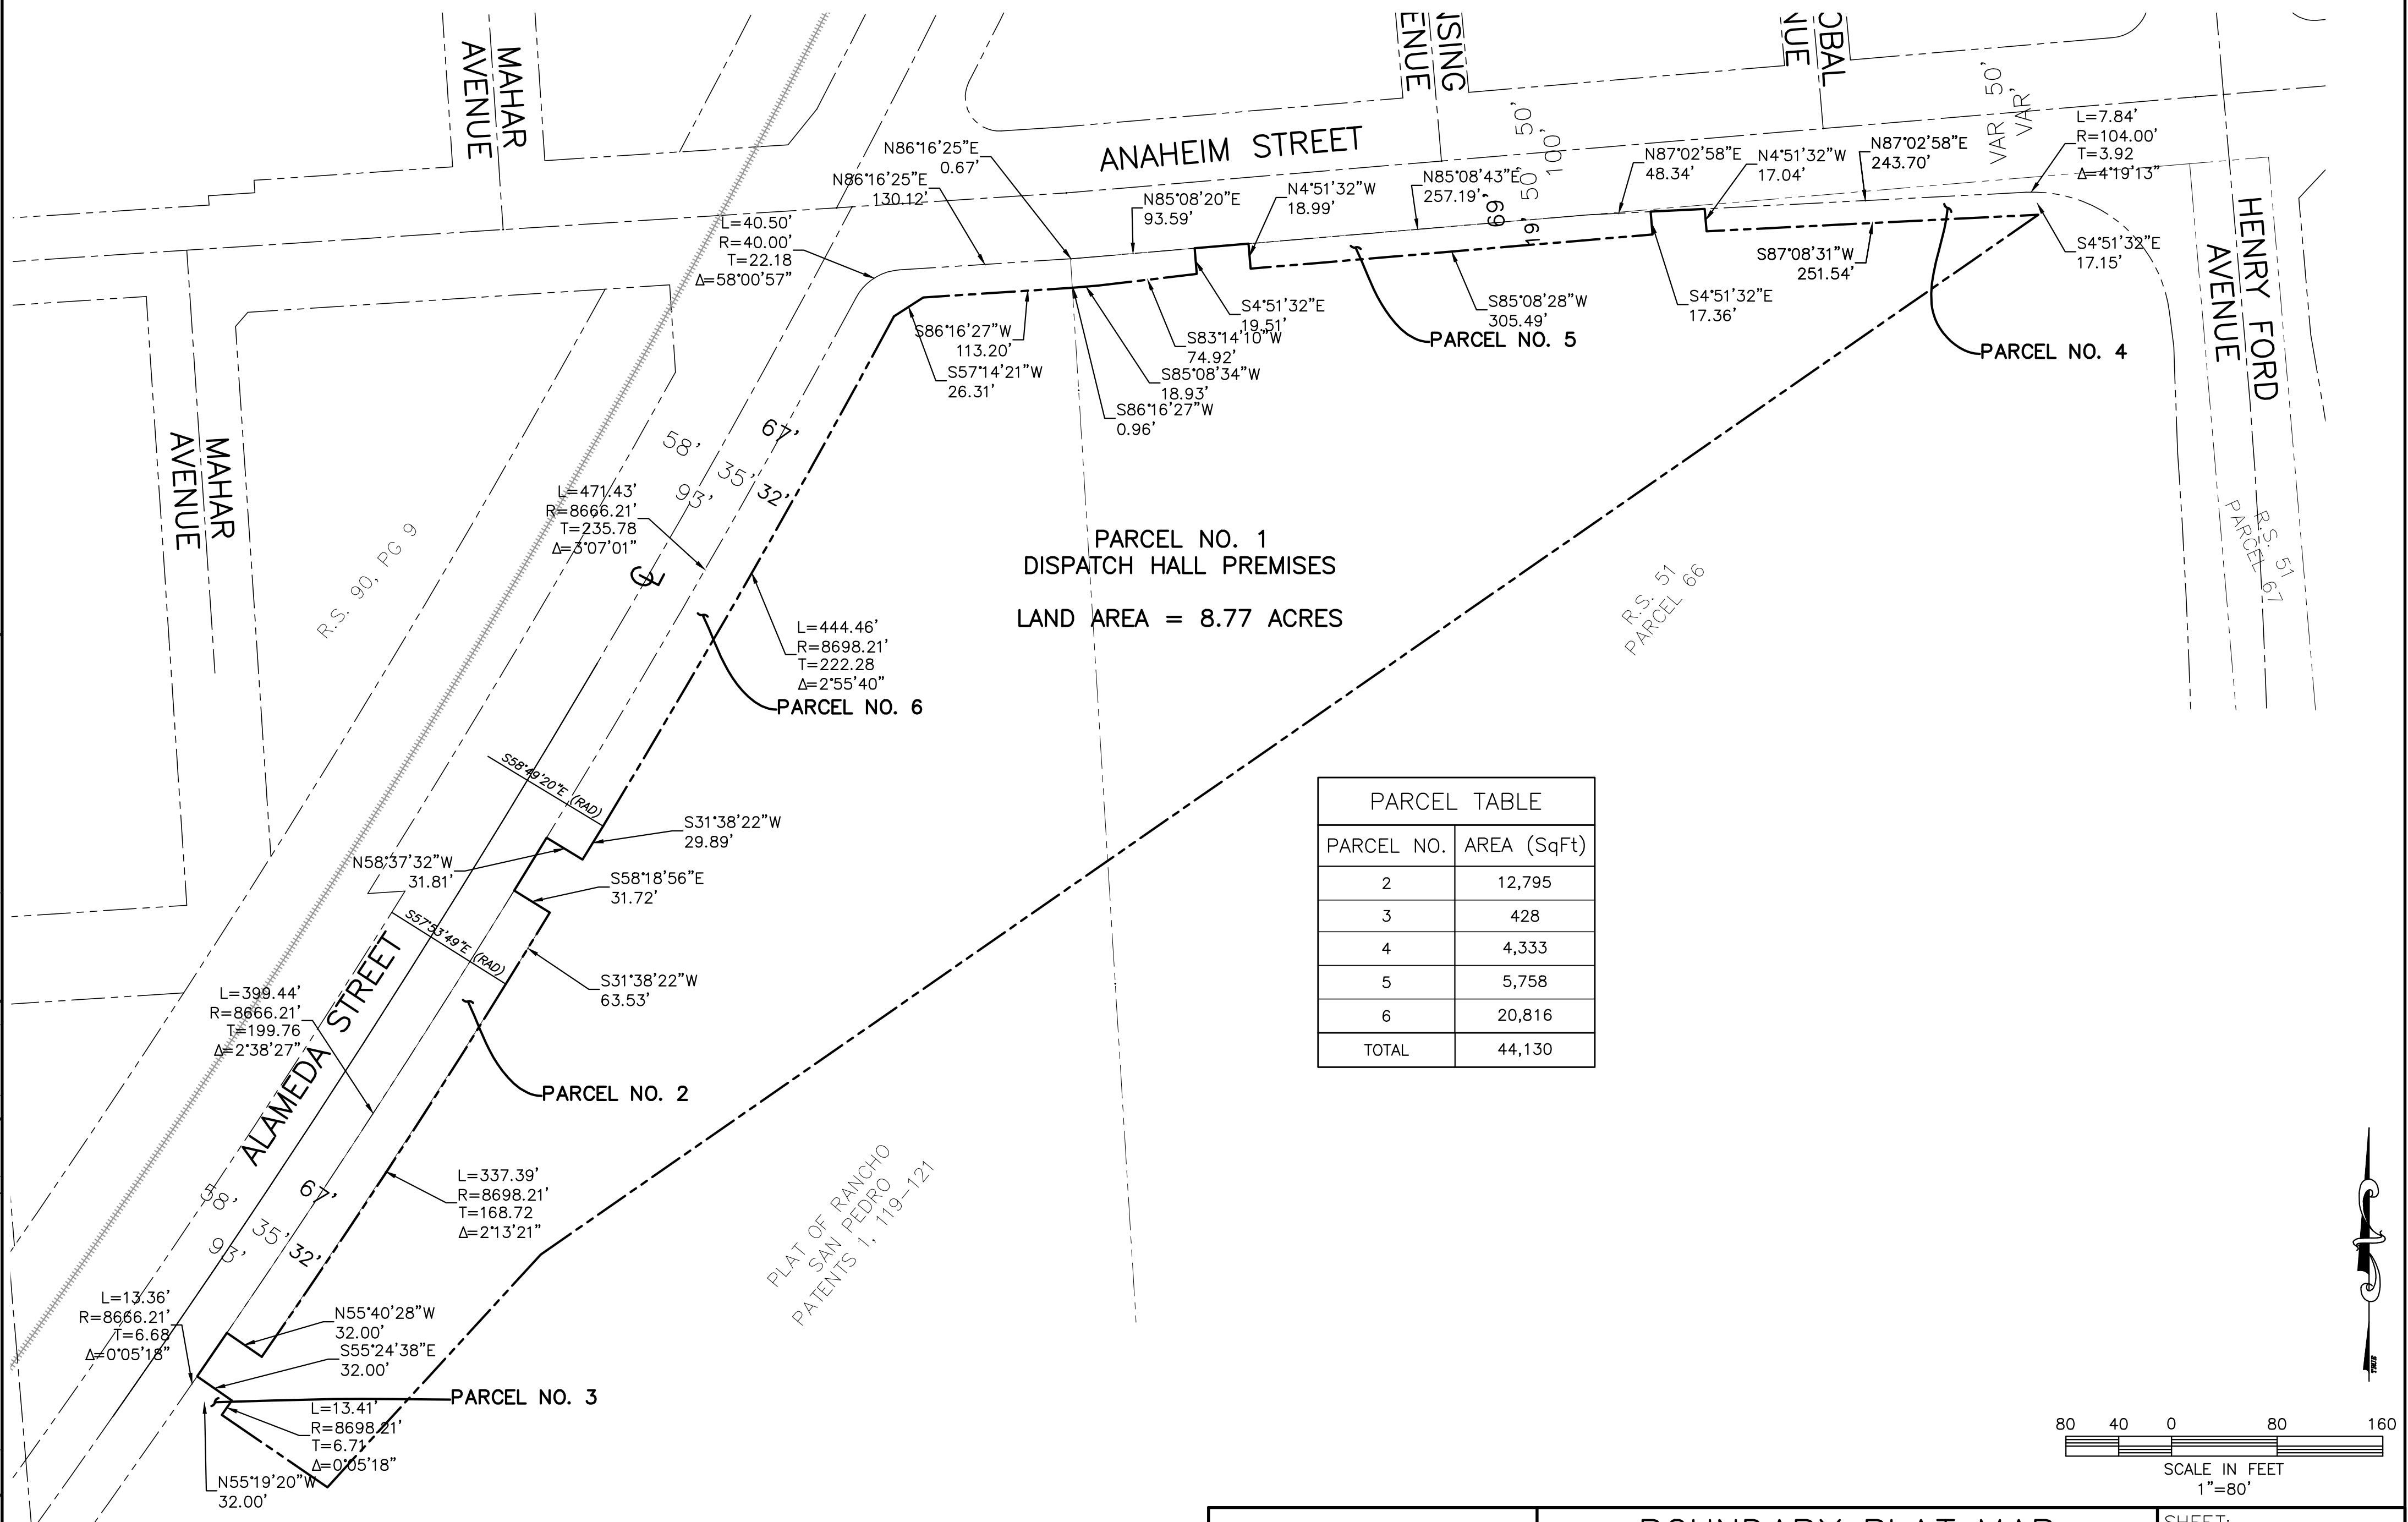 MAHAR
AVENUE
MAHAR
AVENUE
R.S. 90, PG 9
NSING
ENUE
OBAL
NUE
ANAHEIM STREET
50'
100'
50'
69'
19'
VAR 50'
VAR'
HENRY FORD
AVENUE
R.S. 51
PARCEL 67
N86°16'25"E
0.67'
N86°16'25"E
130.12'
L=40.50'
R=40.00'
T=22.18
Δ=58°00'57"
N85°08'20"E
93.59'
N4°51'32"W
18.99'
N85°08'43"E
257.19'
N87°02'58"E
48.34'
N4°51'32"W
17.04'
N87°02'58"E
243.70'
L=7.84'
R=104.00'
T=3.92
Δ=4°19'13"
S4°51'32"E
17.15'
S87°08'31"W
251.54'
S4°51'32"E
17.36'
S85°08'28"W
305.49'
PARCEL NO. 5
PARCEL NO. 4
S4°51'32"E
19.51'
S83°14'10"W
74.92'
S85°08'34"W
18.93'
S86°16'27"W
0.96'
S86°16'27"W
113.20'
S57°14'21"W
26.31'
58'
67'
93'
35'
32'
L=471.43'
R=8666.21'
T=235.78
Δ=3°07'01"
PARCEL NO. 1
DISPATCH HALL PREMISES
LAND AREA = 8.77 ACRES
R.S. 51
PARCEL 66
L=444.46'
R=8698.21'
T=222.28
Δ=2°55'40"
PARCEL NO. 6
S58°49'20"E (RAD)
S31°38'22"W
29.89'
N58°37'32"W
31.81'
S58°18'56"E
31.72'
S57°53'49"E (RAD)
S31°38'22"W
63.53'
PARCEL TABLE
PARCEL NO. AREA (SqFt)
2 12,795
3 428
4 4,333
5 5,758
6 20,816
TOTAL 44,130
ALAMEDA STREET
L=399.44'
R=8666.21'
T=199.76
Δ=2°38'27"
PARCEL NO. 2
L=337.39'
R=8698.21'
T=168.72
Δ=2°13'21"
58'
67'
93'
35'
32'
PLAT OF RANCHO
SAN PEDRO
PATENTS 1, 119-121
L=13.36'
R=8666.21'
T=6.68
Δ=0°05'18"
N55°40'28"W
32.00'
S55°24'38"E
32.00'
PARCEL NO. 3
L=13.41'
R=8698.21'
T=6.71
Δ=0°05'18"
N55°19'20"W
32.00'
80 40 0 80 160
SCALE IN FEET
1"=80'
BOUNDARY PLAT MAP
SHEET: